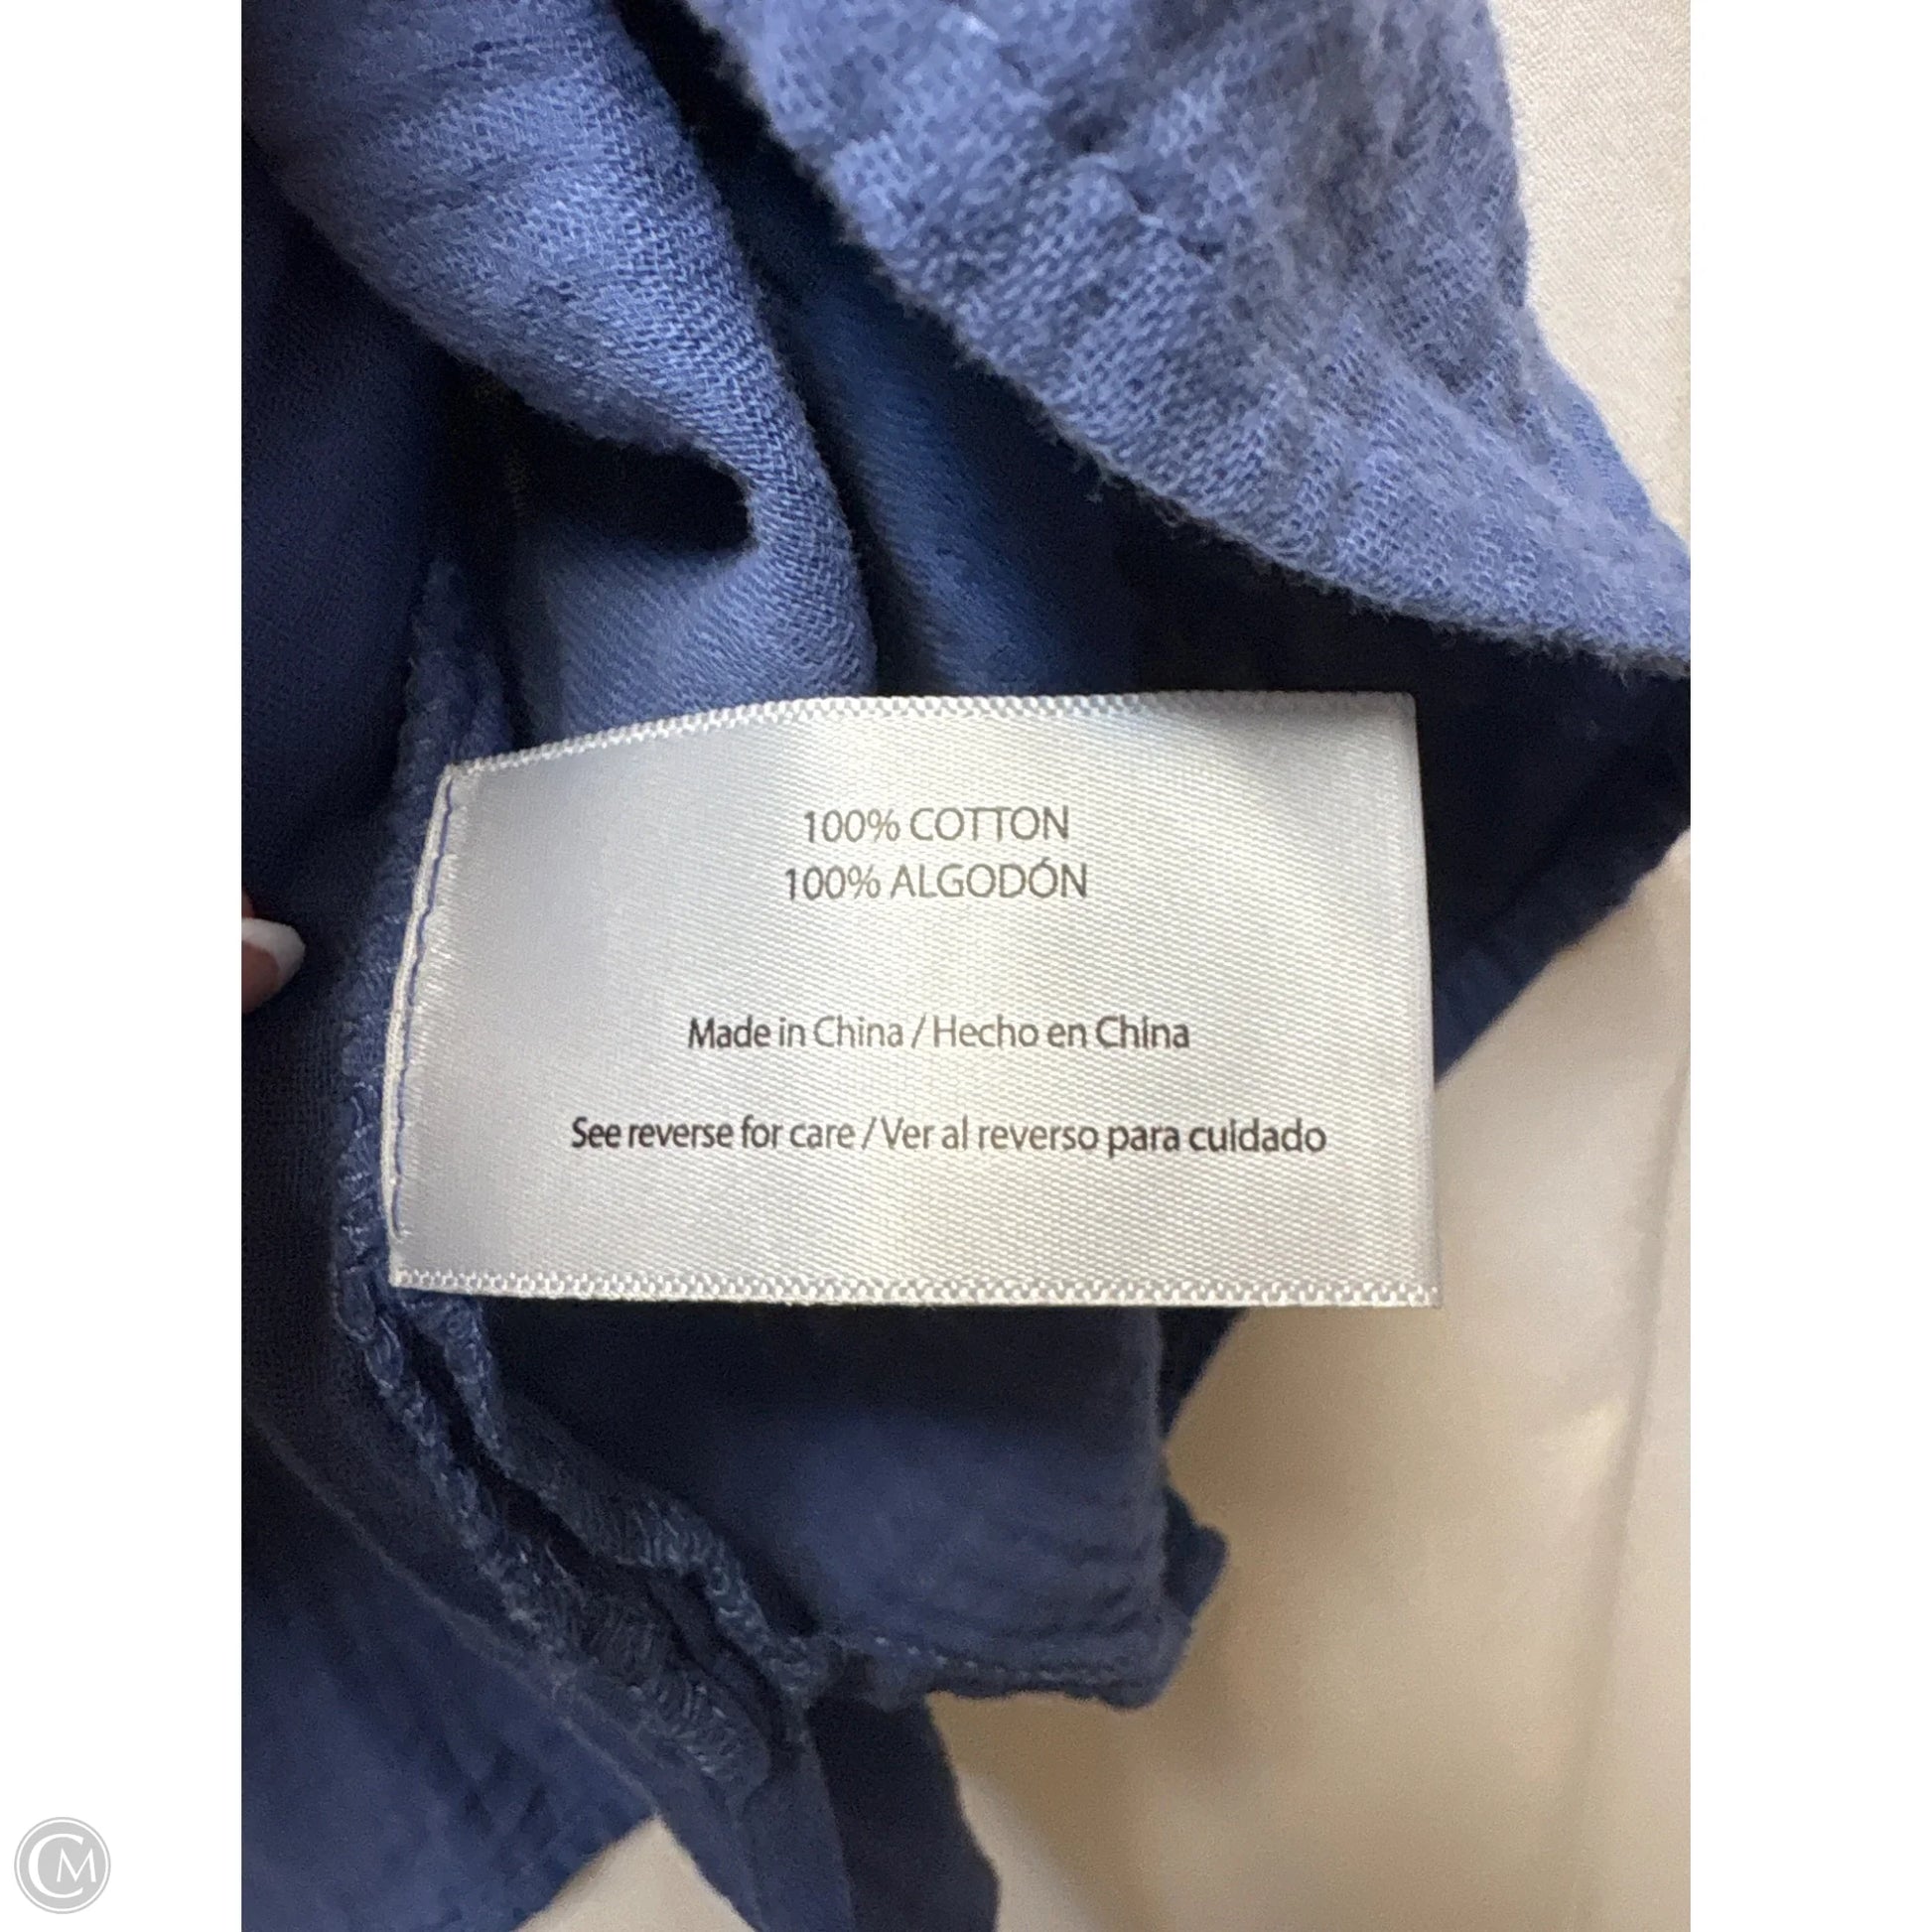 100% COTTON
100% ALGODÓN
Made in China / Hecho en China
See reverse for care / Ver al reverso para cuidado
CM